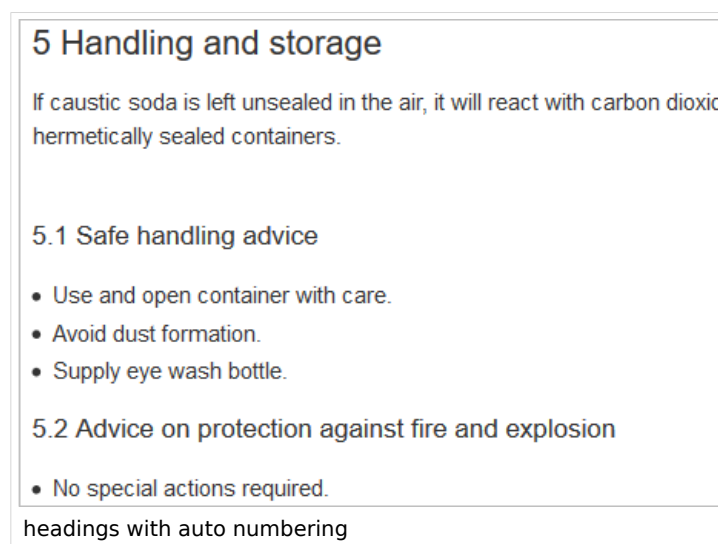 5 Handling and storage
If caustic soda is left unsealed in the air, it will react with carbon
hermetically sealed containers.
5.1 Safe handling advice
• Use and open container with care.
• Avoid dust formation.
• Supply eye wash bottle.
5.2 Advice on protection against fire and explosion
• No special actions required.
headings with auto numbering